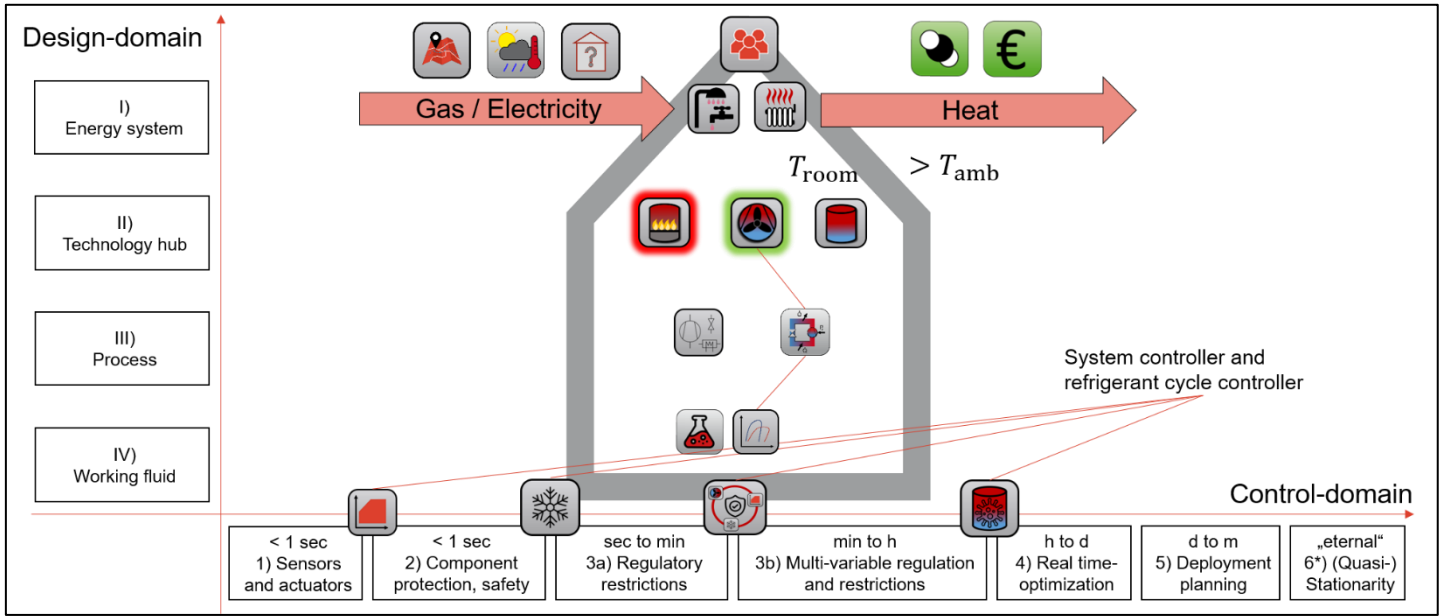 Design-domain
I)
Energy system
II)
Technology hub
III)
Process
IV)
Working fluid
?
€
Gas / Electricity
Heat
T_room > T_amb
System controller and
refrigerant cycle controller
Control-domain
< 1 sec
1) Sensors
and actuators
< 1 sec
2) Component
protection, safety
sec to min
3a) Regulatory
restrictions
min to h
3b) Multi-variable regulation
and restrictions
h to d
4) Real time-
optimization
d to m
5) Deployment
planning
„eternal“
6*) (Quasi-)
Stationarity